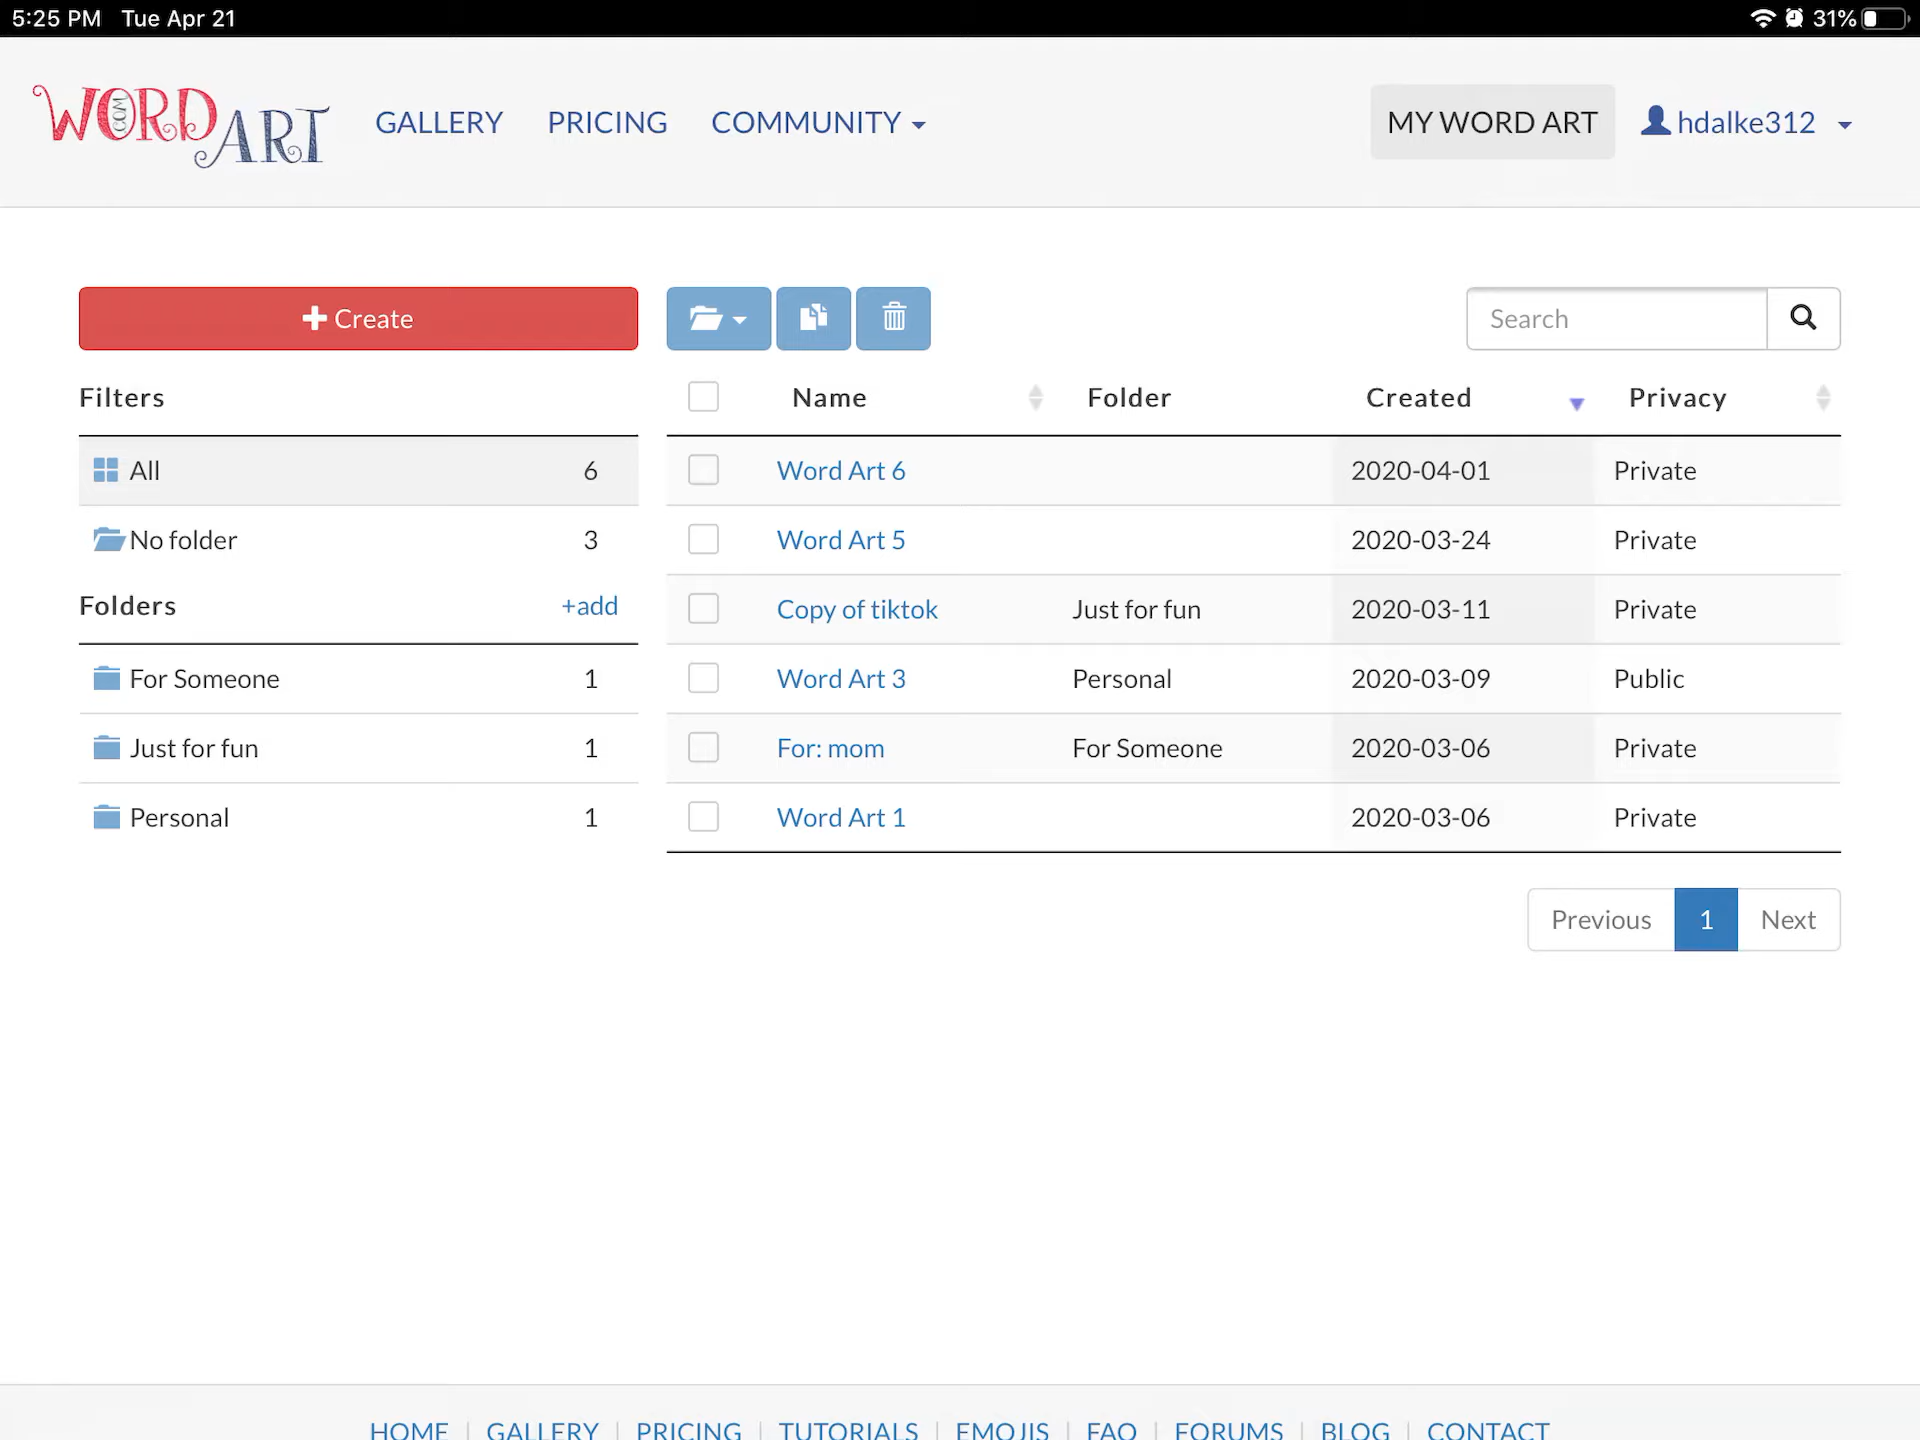 5:25 PM Tue Apr 21 31%
WORD ART COM GALLERY PRICING COMMUNITY MY WORD ART hdalke312
Create Search
Filters Name Folder Created Privacy
All 6 Word Art 6 2020-04-01 Private
No folder 3 Word Art 5 2020-03-24 Private
Folders +add Copy of tiktok Just for fun 2020-03-11 Private
For Someone 1 Word Art 3 Personal 2020-03-09 Public
Just for fun 1 For: mom For Someone 2020-03-06 Private
Personal 1 Word Art 1 2020-03-06 Private
Previous 1 Next
HOME | GALLERY | PRICING | TUTORIALS | EMOJIS | FAQ | FORUMS | BLOG | CONTACT